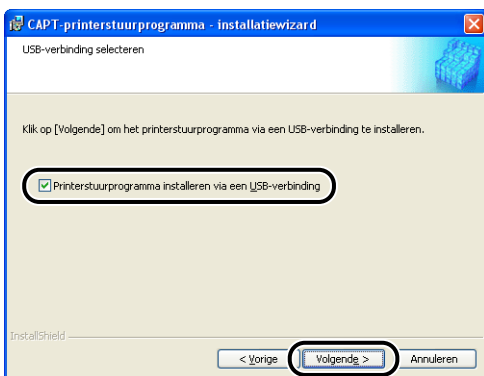 CAPT-printerstuurprogramma - installatiewizard
USB-verbinding selecteren
Klik op [Volgende] om het printerstuurprogramma via een USB-verbinding te installeren.
Printerstuurprogramma installeren via een USB-verbinding
InstallShield
< Vorige Volgende > Annuleren